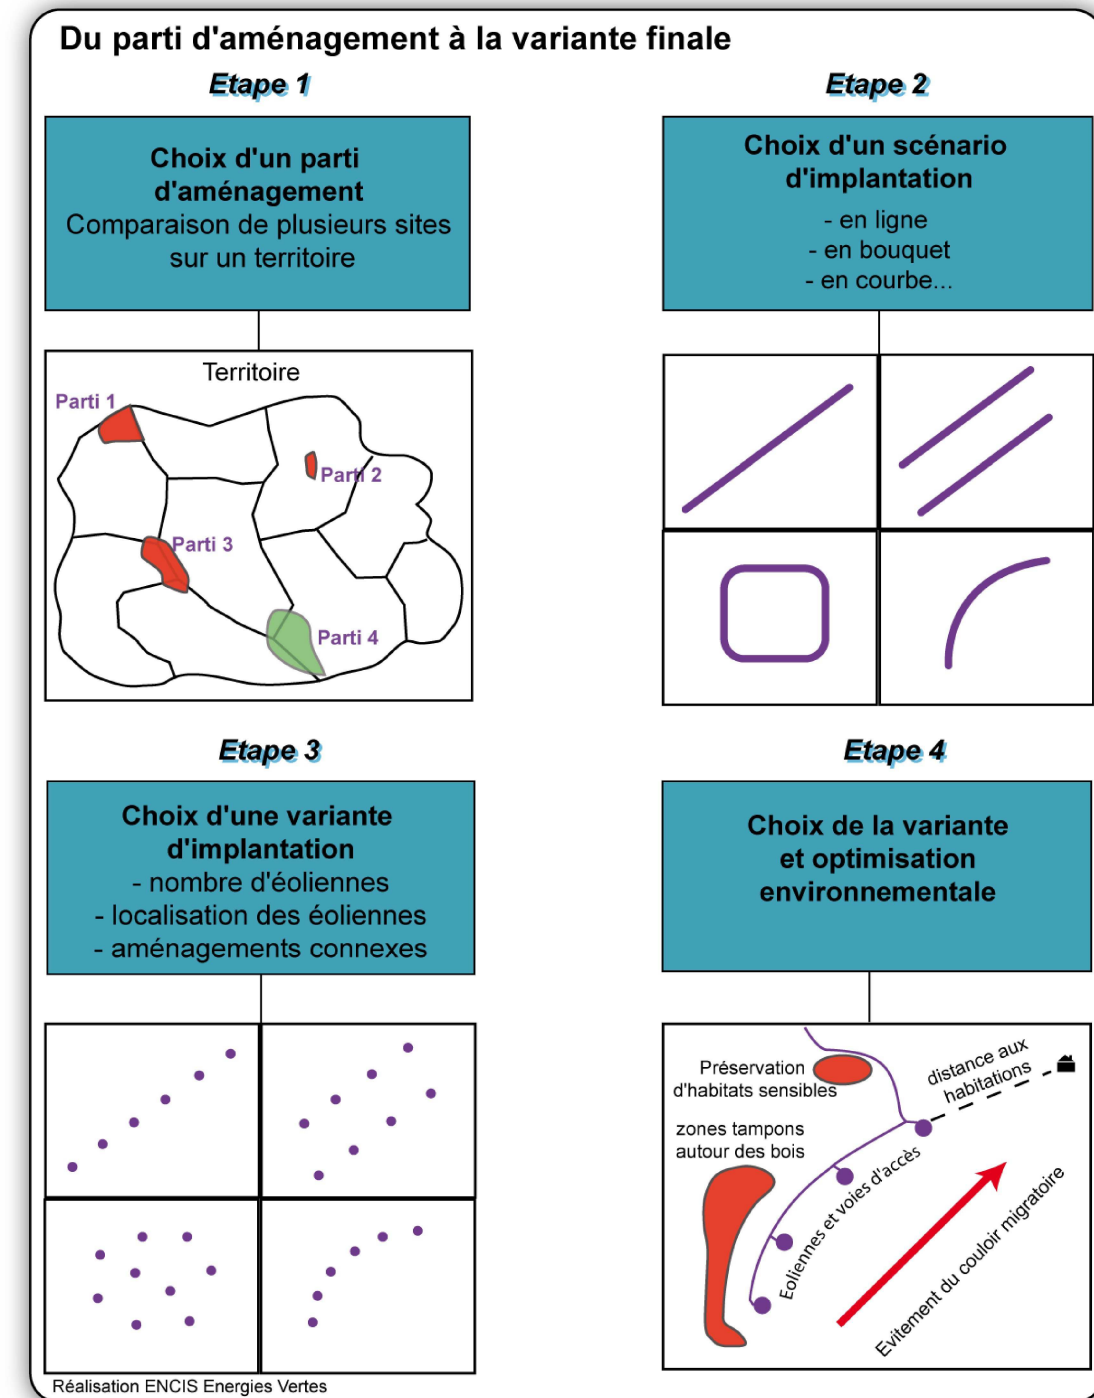 Du parti d'aménagement à la variante finale
Etape 1
Choix d'un parti
d'aménagement
Comparaison de plusieurs sites
sur un territoire
Territoire
Parti 1
Parti 2
Parti 3
Parti 4
Etape 2
Choix d'un scénario
d'implantation
- en ligne
- en bouquet
- en courbe...
Etape 3
Choix d'une variante
d'implantation
- nombre d'éoliennes
- localisation des éoliennes
- aménagements connexes
Etape 4
Choix de la variante
et optimisation
environnementale
Préservation
d'habitats sensibles
distance aux
habitations
zones tampons
autour des bois
Eoliennes et voies d'accès
Evitement du couloir migratoire
Réalisation ENCIS Energies Vertes